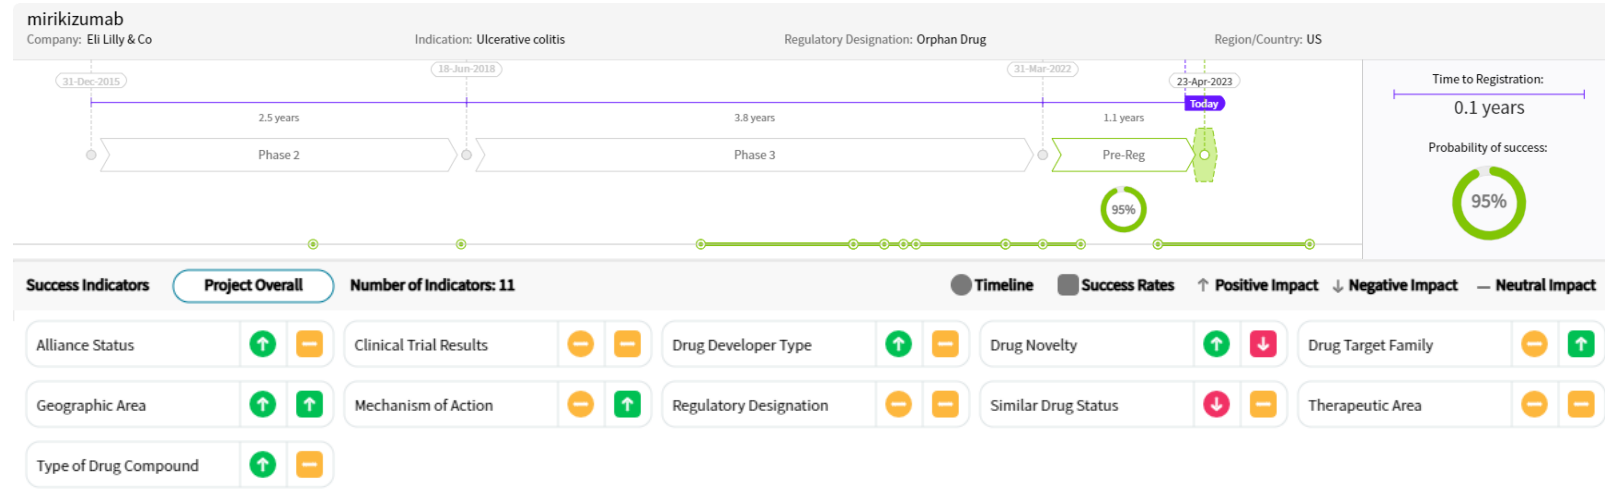 mirikizumab
Company: Eli Lilly & Co
Indication: Ulcerative colitis
Regulatory Designation: Orphan Drug
Region/Country: US
31-Dec-2015
18-Jun-2018
31-Mar-2022
23-Apr-2023
Today
2.5 years
3.8 years
1.1 years
Phase 2
Phase 3
Pre-Reg
95%
Time to Registration:
0.1 years
Probability of success:
95%
Success Indicators
Project Overall
Number of Indicators: 11
Timeline
Success Rates
Positive Impact
Negative Impact
Neutral Impact
Alliance Status
Clinical Trial Results
Drug Developer Type
Drug Novelty
Drug Target Family
Geographic Area
Mechanism of Action
Regulatory Designation
Similar Drug Status
Therapeutic Area
Type of Drug Compound